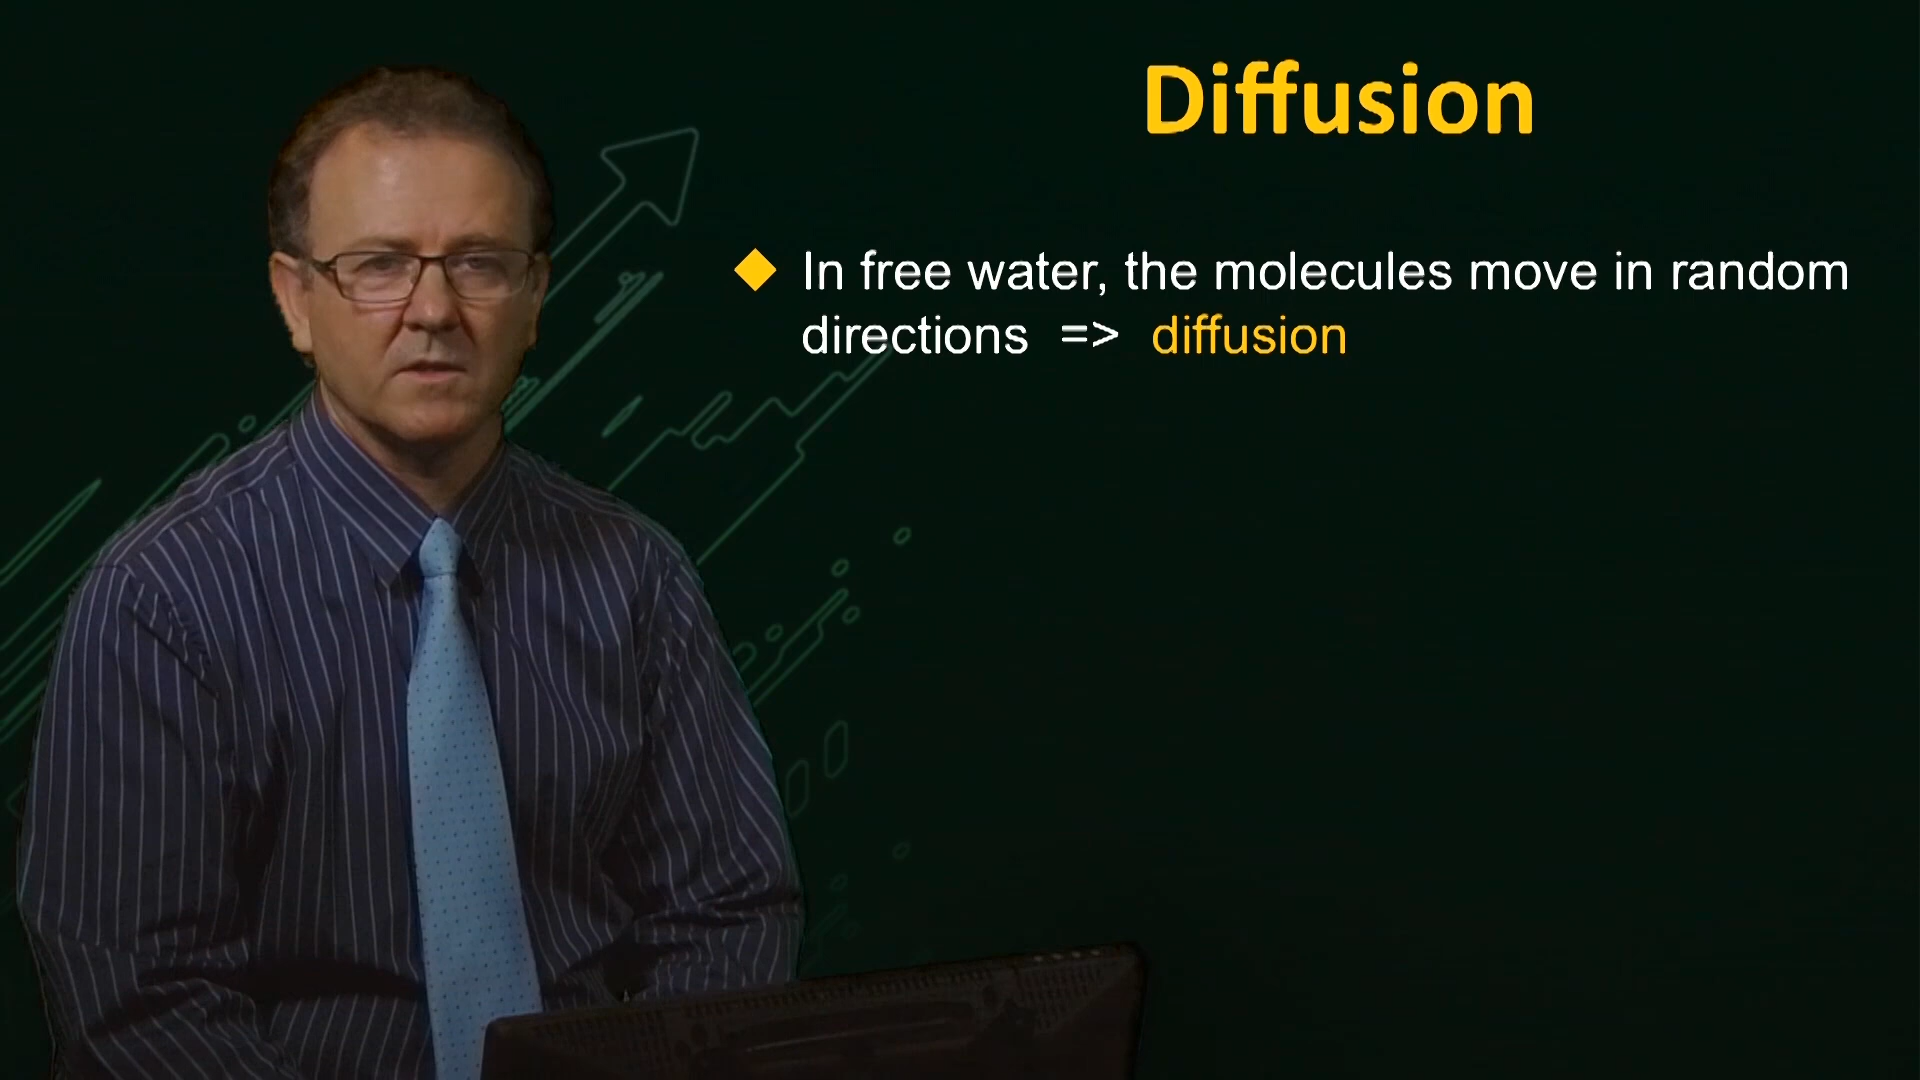 Diffusion
In free water, the molecules move in random
directions => diffusion